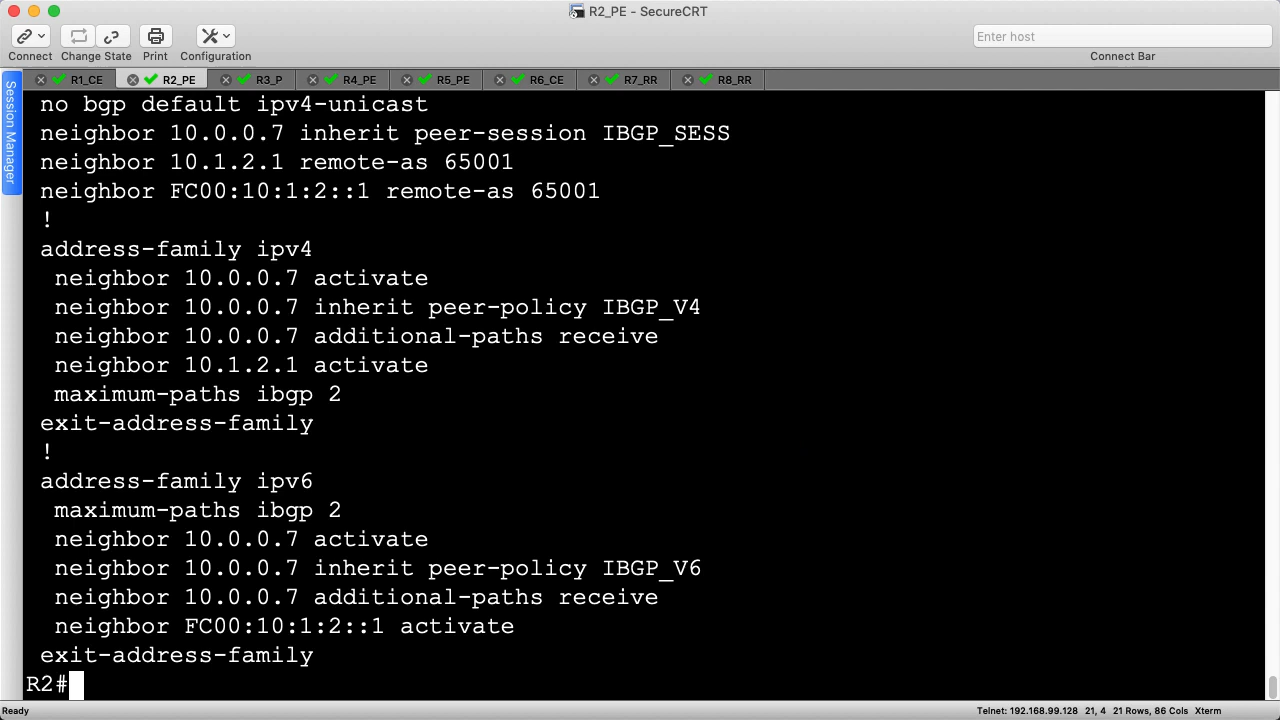 R2_PE - SecureCRT
Enter host
Connect Change State Print Configuration Connect Bar
R1_CE R2_PE R3_P R4_PE R5_PE R6_CE R7_RR R8_RR
Session Manager
no bgp default ipv4-unicast
neighbor 10.0.0.7 inherit peer-session IBGP_SESS
neighbor 10.1.2.1 remote-as 65001
neighbor FC00:10:1:2::1 remote-as 65001
!
address-family ipv4
neighbor 10.0.0.7 activate
neighbor 10.0.0.7 inherit peer-policy IBGP_V4
neighbor 10.0.0.7 additional-paths receive
neighbor 10.1.2.1 activate
maximum-paths ibgp 2
exit-address-family
!
address-family ipv6
maximum-paths ibgp 2
neighbor 10.0.0.7 activate
neighbor 10.0.0.7 inherit peer-policy IBGP_V6
neighbor 10.0.0.7 additional-paths receive
neighbor FC00:10:1:2::1 activate
exit-address-family
R2#
Ready Telnet: 192.168.99.128 21, 4 21 Rows, 86 Cols Xterm